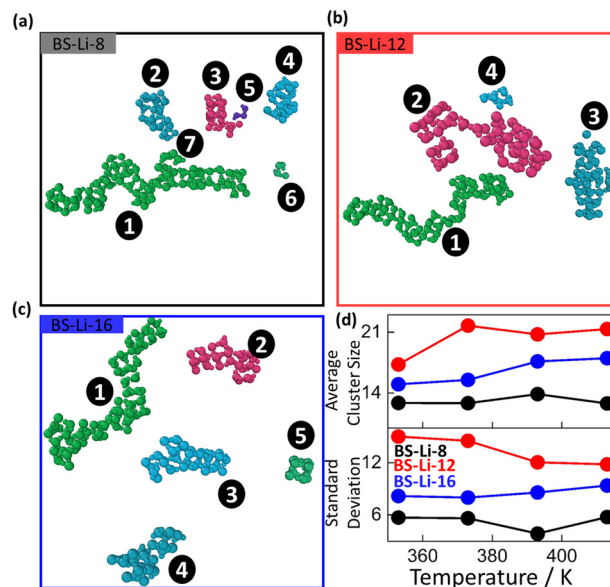 (a)
BS-Li-8
2
3
5
4
7
6
1
(b)
BS-Li-12
4
2
3
1
(c)
BS-Li-16
1
2
5
3
4
(d)
Average
Cluster Size
21
14
Standard
Deviation
12
6
BS-Li-8
BS-Li-12
BS-Li-16
360 380 400
Temperature / K